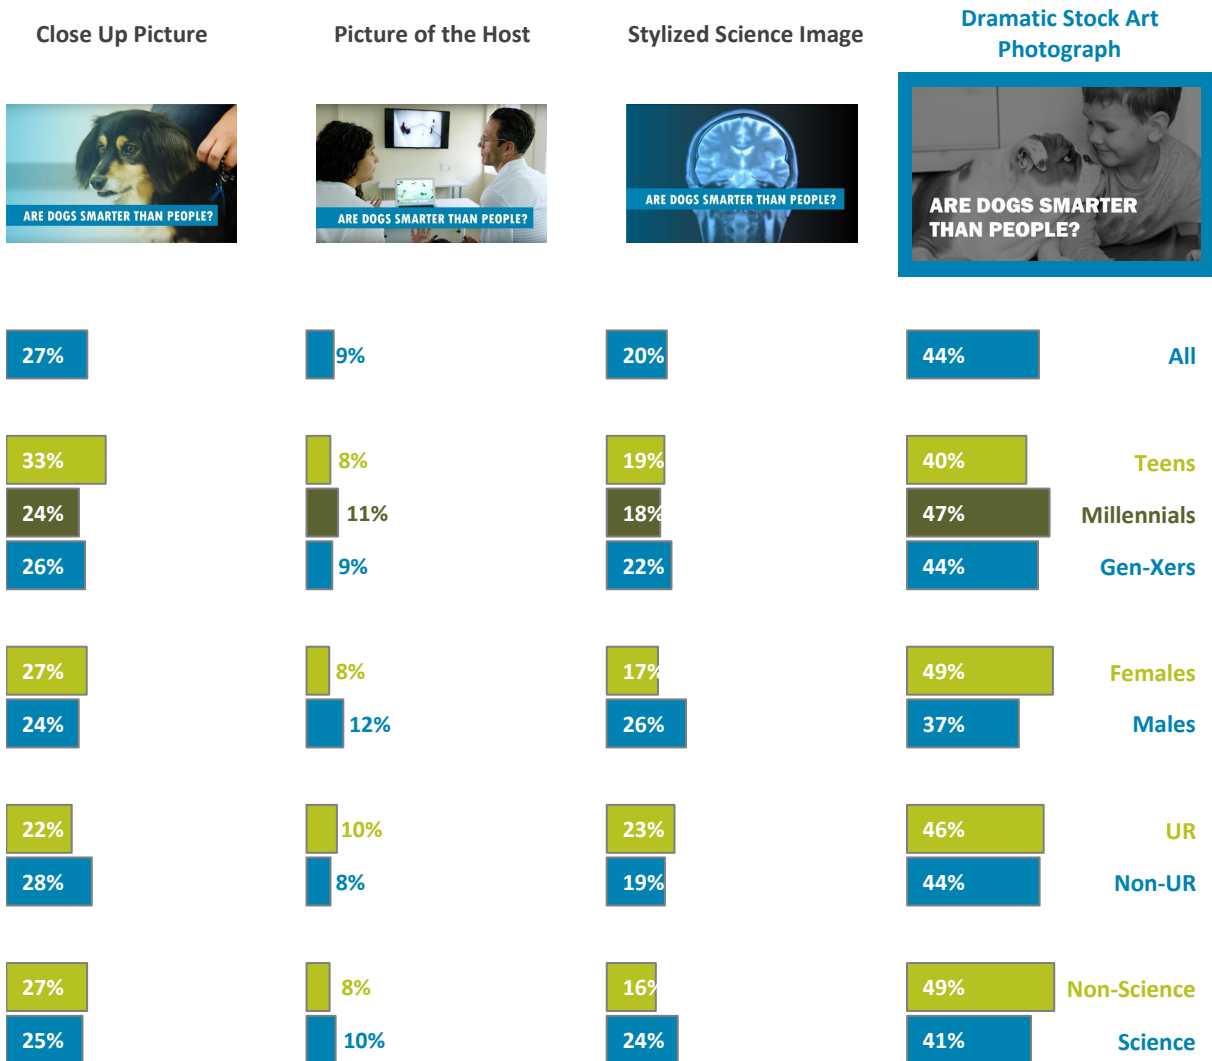 Close Up Picture
Picture of the Host
Stylized Science Image
Dramatic Stock Art
Photograph
ARE DOGS SMARTER THAN PEOPLE?
ARE DOGS SMARTER THAN PEOPLE?
ARE DOGS SMARTER THAN PEOPLE?
ARE DOGS SMARTER
THAN PEOPLE?
27% 9% 20% 44% All
33% 8% 19% 40% Teens
24% 11% 18% 47% Millennials
26% 9% 22% 44% Gen-Xers
27% 8% 17% 49% Females
24% 12% 26% 37% Males
22% 10% 23% 46% UR
28% 8% 19% 44% Non-UR
27% 8% 16% 49% Non-Science
25% 10% 24% 41% Science